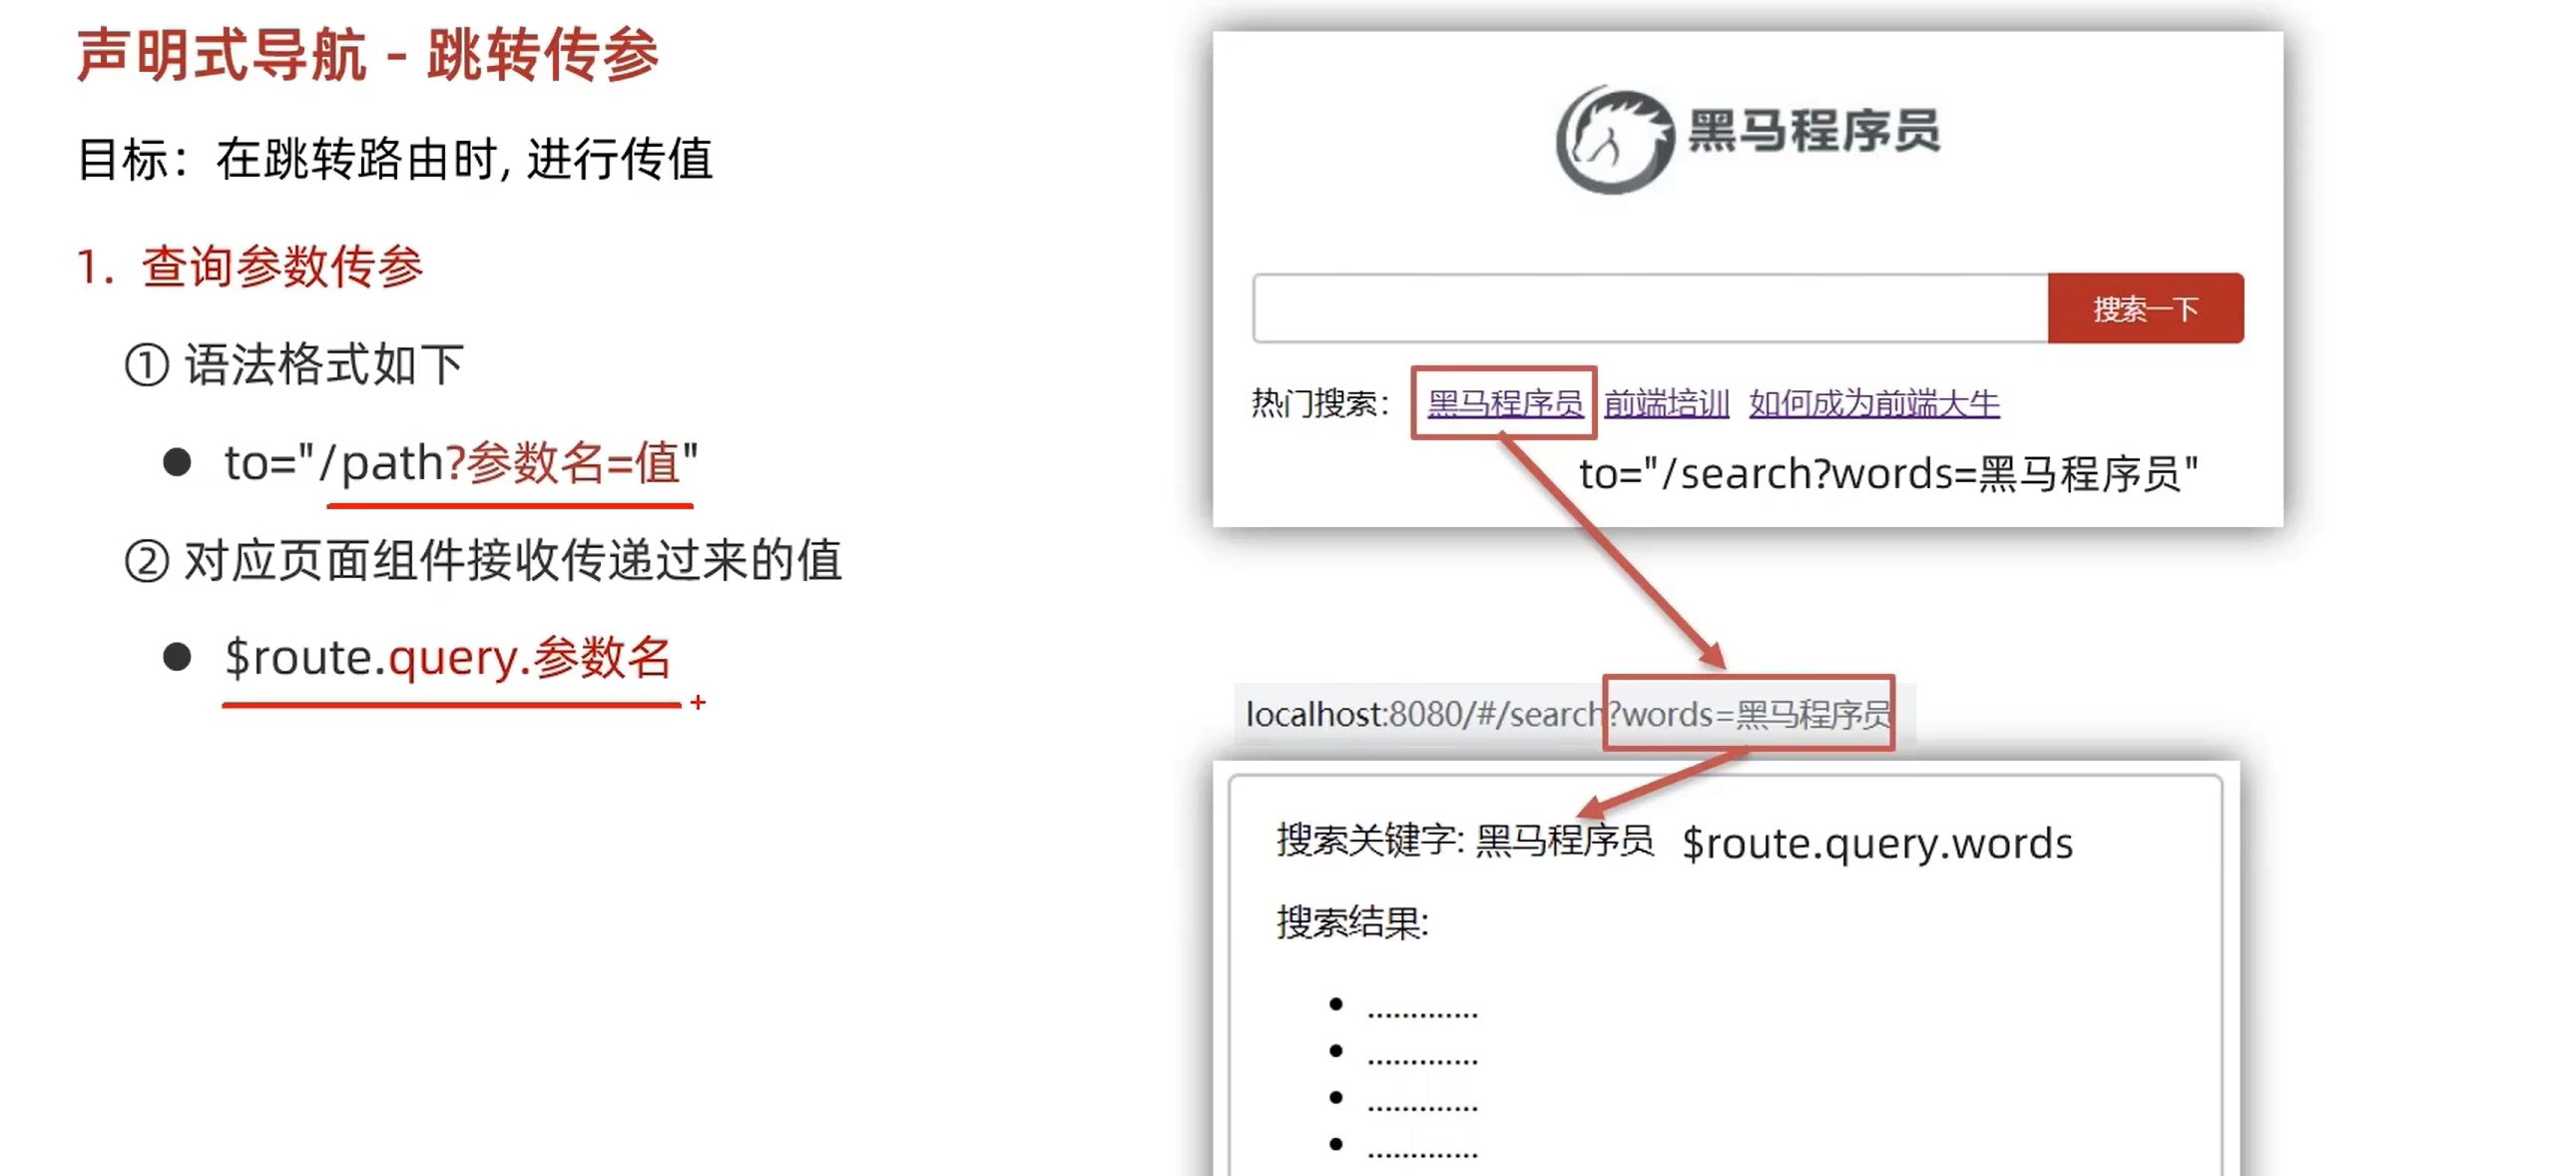 声明式导航 - 跳转传参
目标：在跳转路由时, 进行传值
1. 查询参数传参
① 语法格式如下
● to="/path?参数名=值"
② 对应页面组件接收传递过来的值
● $route.query.参数名
黑马程序员
搜索一下
热门搜索： 黑马程序员 前端培训 如何成为前端大牛
to="/search?words=黑马程序员"
localhost:8080/#/search?words=黑马程序员
搜索关键字: 黑马程序员 $route.query.words
搜索结果:
• .............
• .............
• .............
• .............